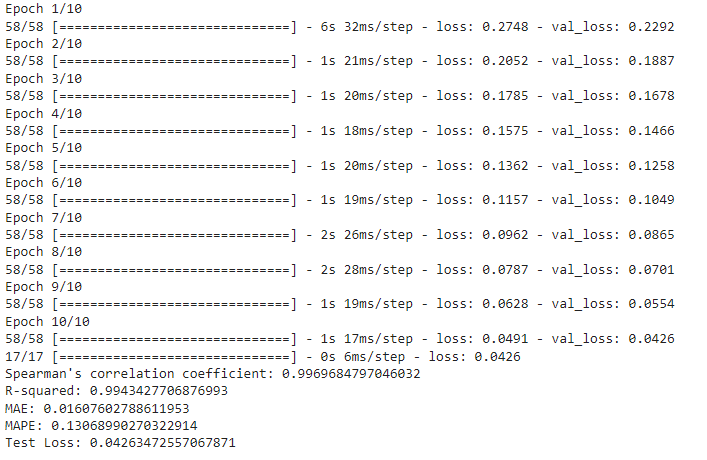 Epoch 1/10
58/58 [==============================] - 6s 32ms/step - loss: 0.2748 - val_loss: 0.2292
Epoch 2/10
58/58 [==============================] - 1s 21ms/step - loss: 0.2052 - val_loss: 0.1887
Epoch 3/10
58/58 [==============================] - 1s 20ms/step - loss: 0.1785 - val_loss: 0.1678
Epoch 4/10
58/58 [==============================] - 1s 18ms/step - loss: 0.1575 - val_loss: 0.1466
Epoch 5/10
58/58 [==============================] - 1s 20ms/step - loss: 0.1362 - val_loss: 0.1258
Epoch 6/10
58/58 [==============================] - 1s 19ms/step - loss: 0.1157 - val_loss: 0.1049
Epoch 7/10
58/58 [==============================] - 2s 26ms/step - loss: 0.0962 - val_loss: 0.0865
Epoch 8/10
58/58 [==============================] - 2s 28ms/step - loss: 0.0787 - val_loss: 0.0701
Epoch 9/10
58/58 [==============================] - 1s 19ms/step - loss: 0.0628 - val_loss: 0.0554
Epoch 10/10
58/58 [==============================] - 1s 17ms/step - loss: 0.0491 - val_loss: 0.0426
17/17 [==============================] - 0s 6ms/step - loss: 0.0426
Spearman's correlation coefficient: 0.9969684797046032
R-squared: 0.9943427706876993
MAE: 0.01607602788611953
MAPE: 0.13068990270322914
Test Loss: 0.04263472557067871